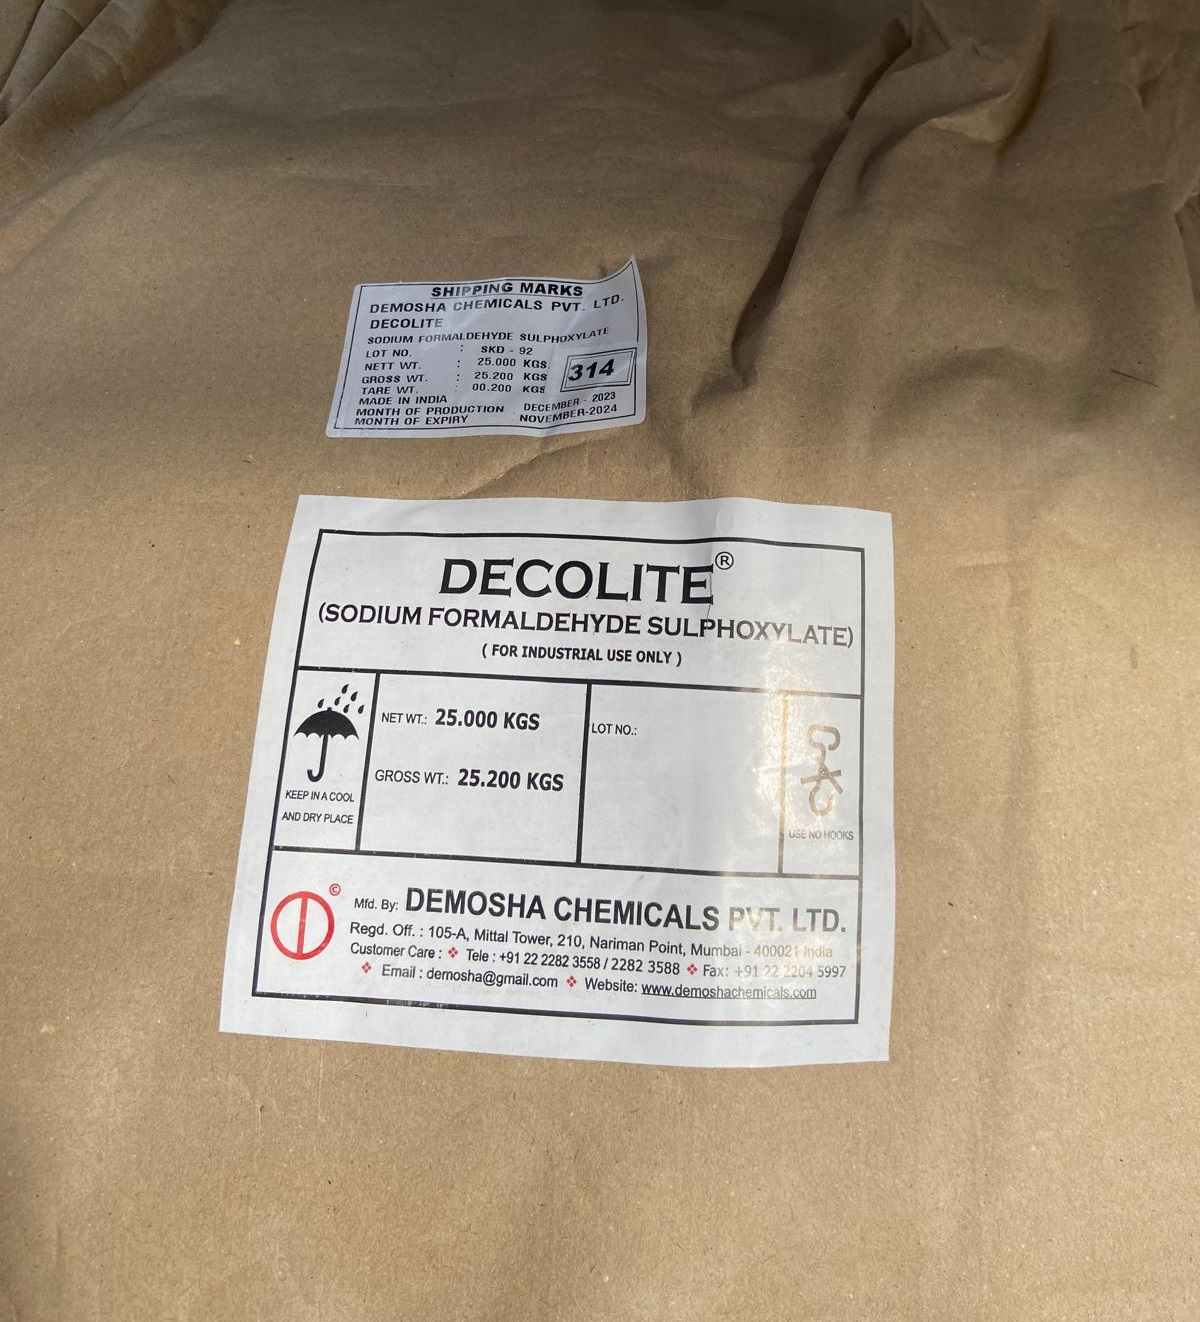 SHIPPING MARKS
DEMOSHA CHEMICALS PVT. LTD.
DECOLITE
SODIUM FORMALDEHYDE SULPHOXYLATE
LOT NO. : SKD - 92
NETT WT. : 25.000 KGS.
GROSS WT. : 25.200 KGS
TARE WT. : 00.200 KGS
314
MADE IN INDIA
MONTH OF PRODUCTION DECEMBER - 2023
MONTH OF EXPIRY NOVEMBER-2024
DECOLITE®
(SODIUM FORMALDEHYDE SULPHOXYLATE)
( FOR INDUSTRIAL USE ONLY )
KEEP IN A COOL
AND DRY PLACE
NET WT.: 25.000 KGS
GROSS WT.: 25.200 KGS
LOT NO.:
USE NO HOOKS
©
Mfd. By: DEMOSHA CHEMICALS PVT. LTD.
Regd. Off. : 105-A, Mittal Tower, 210, Nariman Point, Mumbai - 400021 India
Customer Care : ❖ Tele : +91 22 2282 3558 / 2282 3588 ❖ Fax: +91 22 2204 5997
❖ Email : demosha@gmail.com ❖ Website: www.demoshachemicals.com